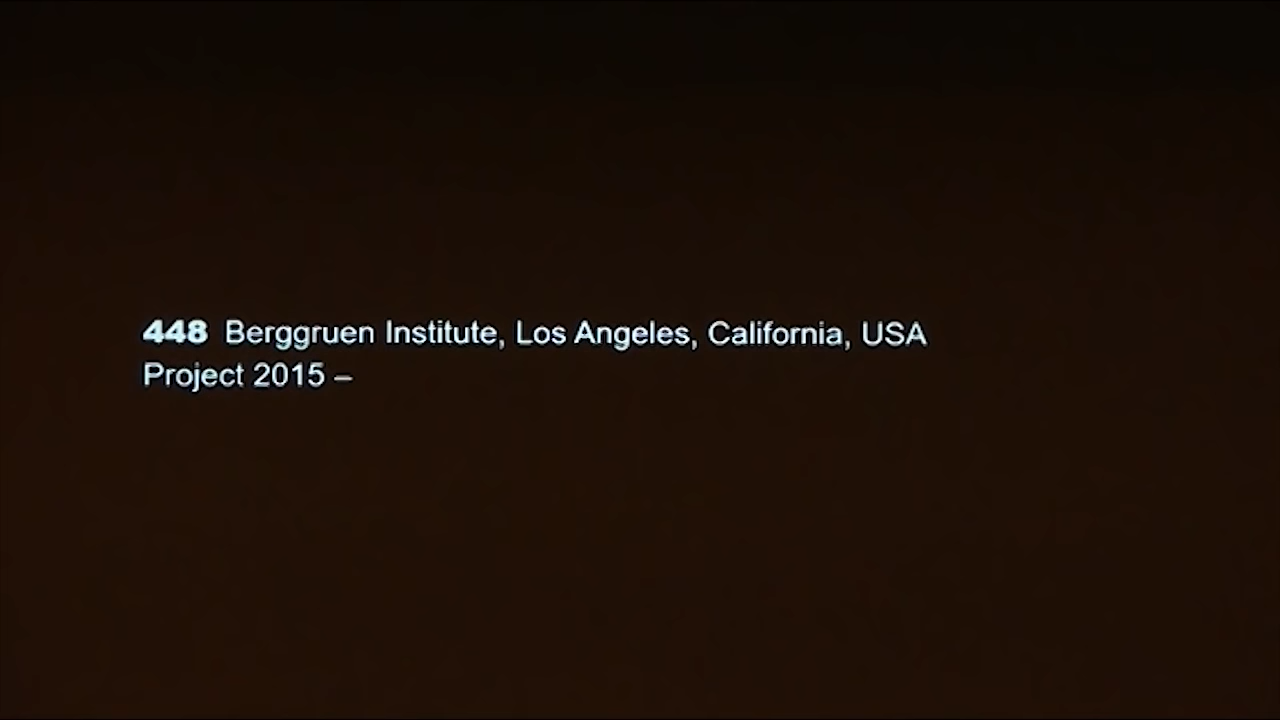 448 Berggruen Institute, Los Angeles, California, USA
Project 2015 –